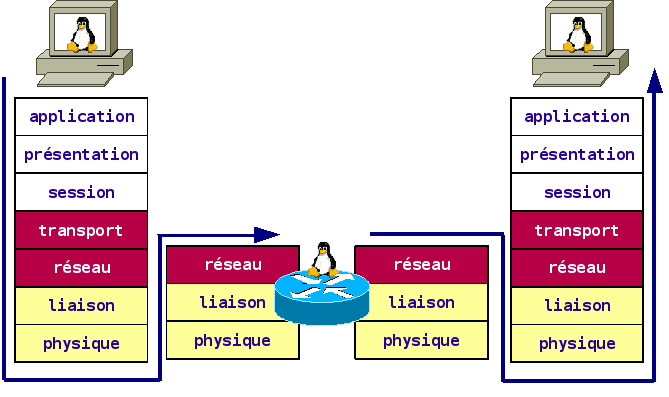 application
présentation
session
transport
réseau
liaison
physique
réseau
liaison
physique
réseau
liaison
physique
application
présentation
session
transport
réseau
liaison
physique